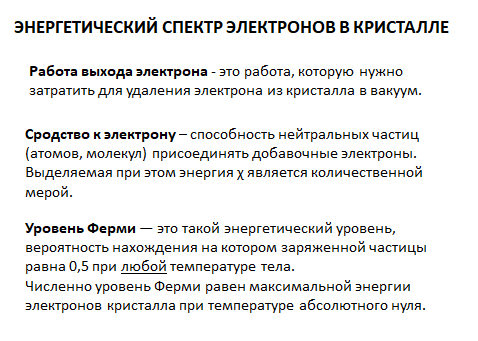 ЭНЕРГЕТИЧЕСКИЙ СПЕКТР ЭЛЕКТРОНОВ В КРИСТАЛЛЕ
Работа выхода электрона - это работа, которую нужно
затратить для удаления электрона из кристалла в вакуум.
Сродство к электрону – способность нейтральных частиц
(атомов, молекул) присоединять добавочные электроны.
Выделяемая при этом энергия χ является количественной
мерой.
Уровень Ферми — это такой энергетический уровень,
вероятность нахождения на котором заряженной частицы
равна 0,5 при любой температуре тела.
Численно уровень Ферми равен максимальной энергии
электронов кристалла при температуре абсолютного нуля.